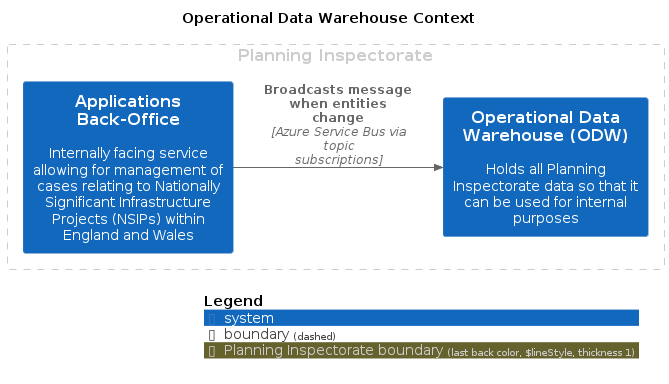 Operational Data Warehouse Context
Planning Inspectorate
Applications
Back-Office
Internally facing service
allowing for management of
cases relating to Nationally
Significant Infrastructure
Projects (NSIPs) within
England and Wales
Broadcasts message
when entities
change
[Azure Service Bus via
topic
subscriptions]
Operational Data
Warehouse (ODW)
Holds all Planning
Inspectorate data so that it
can be used for internal
purposes
Legend
system
boundary (dashed)
Planning Inspectorate boundary (last back color, $lineStyle, thickness 1)